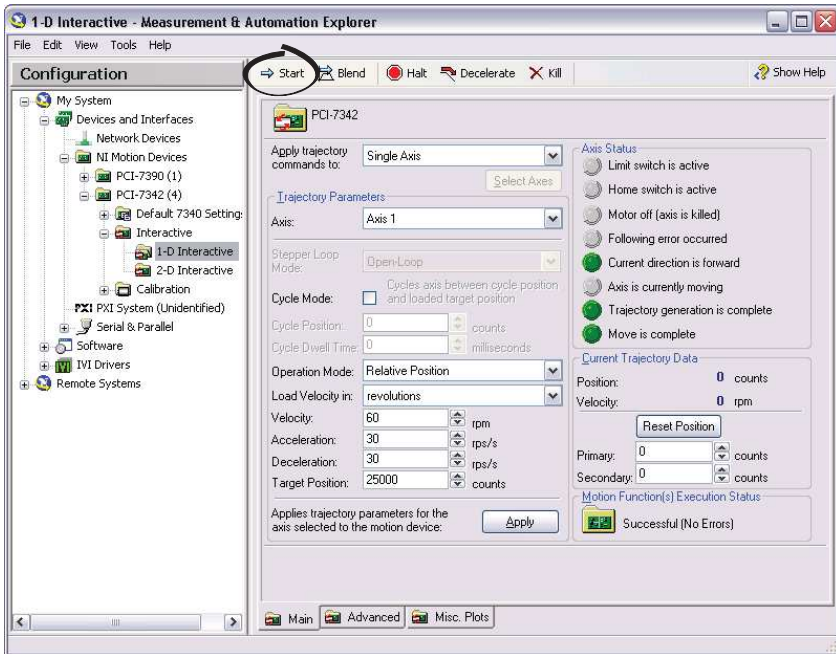 1-D Interactive - Measurement & Automation Explorer
File Edit View Tools Help
Configuration
Start Blend Halt Decelerate Kill Show Help
My System
Devices and Interfaces
Network Devices
NI Motion Devices
PCI-7390 (1)
PCI-7342 (4)
Default 7340 Setting:
Interactive
1-D Interactive
2-D Interactive
Calibration
PXI PXI System (Unidentified)
Serial & Parallel
Software
IVI IVI Drivers
Remote Systems
PCI-7342
Apply trajectory
commands to:
Single Axis
Select Axes
Trajectory Parameters
Axis: Axis 1
Stepper Loop
Mode:
Open-Loop
Cycle Mode:
Cycles axis between cycle position
and loaded target position
Cycle Position: 0 counts
Cycle Dwell Time: 0 milliseconds
Operation Mode: Relative Position
Load Velocity in: revolutions
Velocity: 60 rpm
Acceleration: 30 rps/s
Deceleration: 30 rps/s
Target Position: 25000 counts
Applies trajectory parameters for the
axis selected to the motion device:
Apply
Axis Status
Limit switch is active
Home switch is active
Motor off (axis is killed)
Following error occurred
Current direction is forward
Axis is currently moving
Trajectory generation is complete
Move is complete
Current Trajectory Data
Position: 0 counts
Velocity: 0 rpm
Reset Position
Primary: 0 counts
Secondary: 0 counts
Motion Function(s) Execution Status
Successful (No Errors)
Main Advanced Misc. Plots